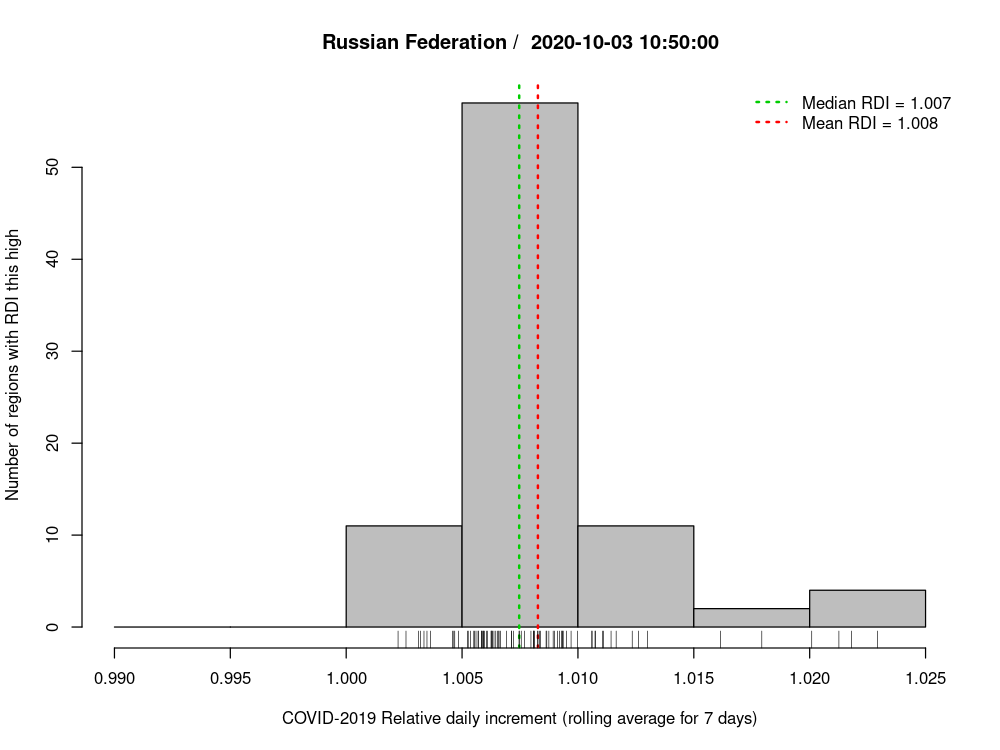 Russian Federation /  2020-10-03 10:50:00
Median RDI = 1.007
Mean RDI = 1.008
Number of regions with RDI this high
50
40
30
20
10
0
0.990 0.995 1.000 1.005 1.010 1.015 1.020 1.025
COVID-2019 Relative daily increment (rolling average for 7 days)